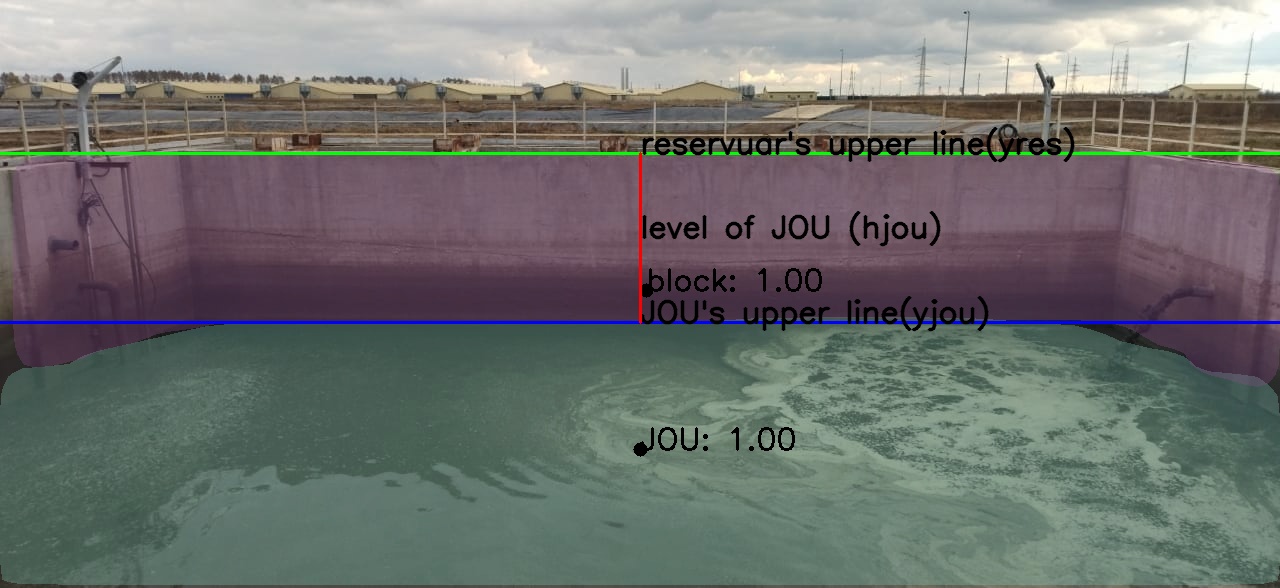 reservuar's upper line(yres)
level of JOU (hjou)
block: 1.00
JOU's upper line(yjou)
JOU: 1.00